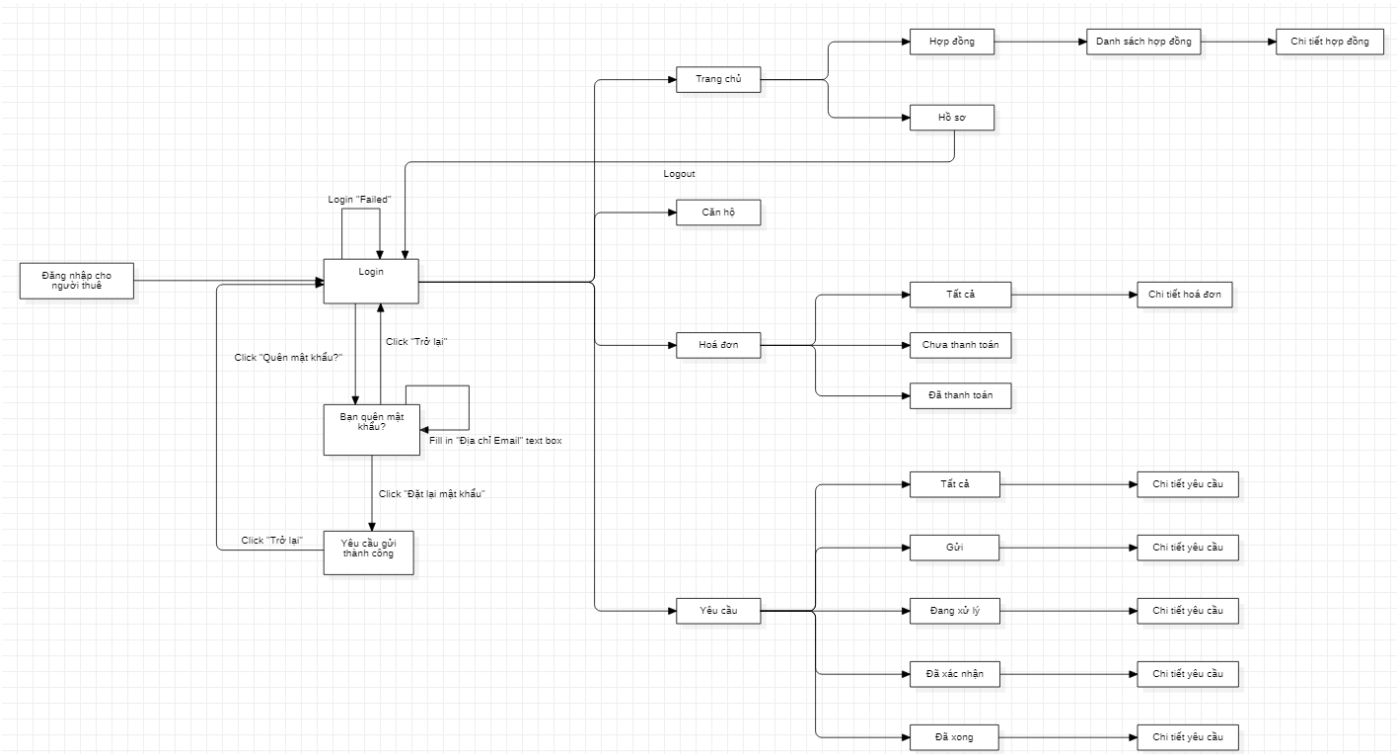 Hợp đồng
Danh sách hợp đồng
Chi tiết hợp đồng
Trang chủ
Hồ sơ
Logout
Login "Failed"
Căn hộ
Login
Đăng nhập cho
người thuê
Tất cả
Chi tiết hoá đơn
Click "Trở lại"
Click "Quên mật khẩu?"
Hoá đơn
Chưa thanh toán
Đã thanh toán
Bạn quên mật
khẩu?
Fill in "Địa chỉ Email" text box
Click "Đặt lại mật khẩu"
Tất cả
Chi tiết yêu cầu
Click "Trở lại"
Yêu cầu gửi
thành công
Gửi
Chi tiết yêu cầu
Yêu cầu
Đang xử lý
Chi tiết yêu cầu
Đã xác nhận
Chi tiết yêu cầu
Đã xong
Chi tiết yêu cầu